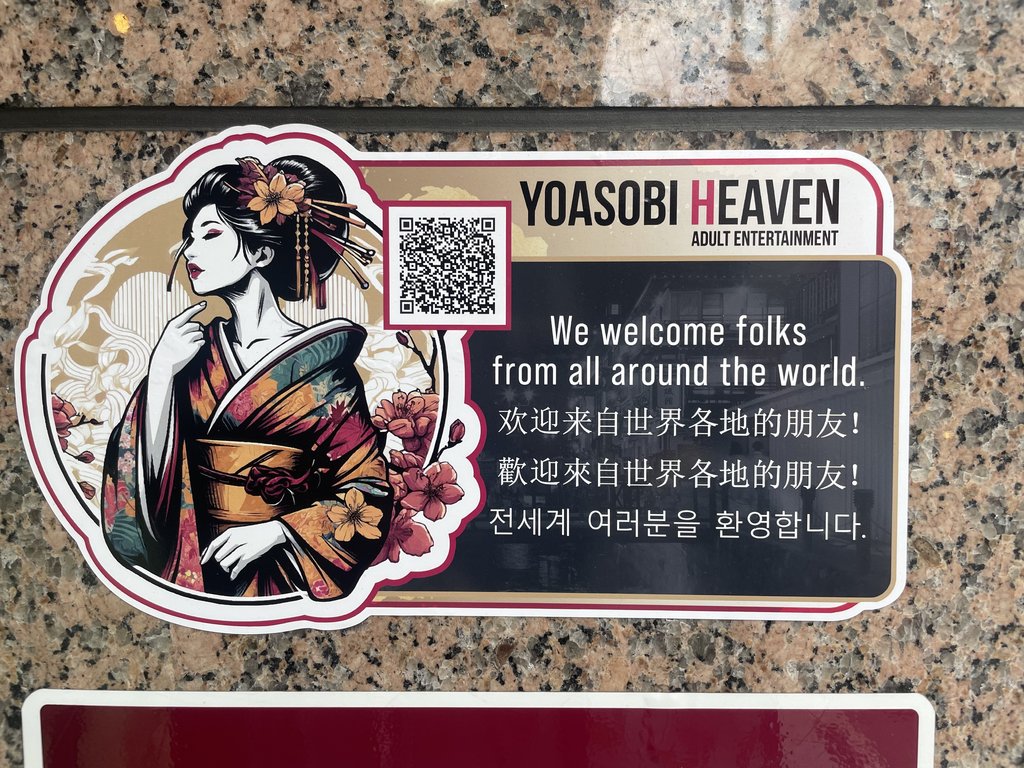 YOASOBI HEAVEN
ADULT ENTERTAINMENT
We welcome folks
from all around the world.
欢迎来自世界各地的朋友!
歡迎來自世界各地的朋友!
전세계 여러분을 환영합니다.